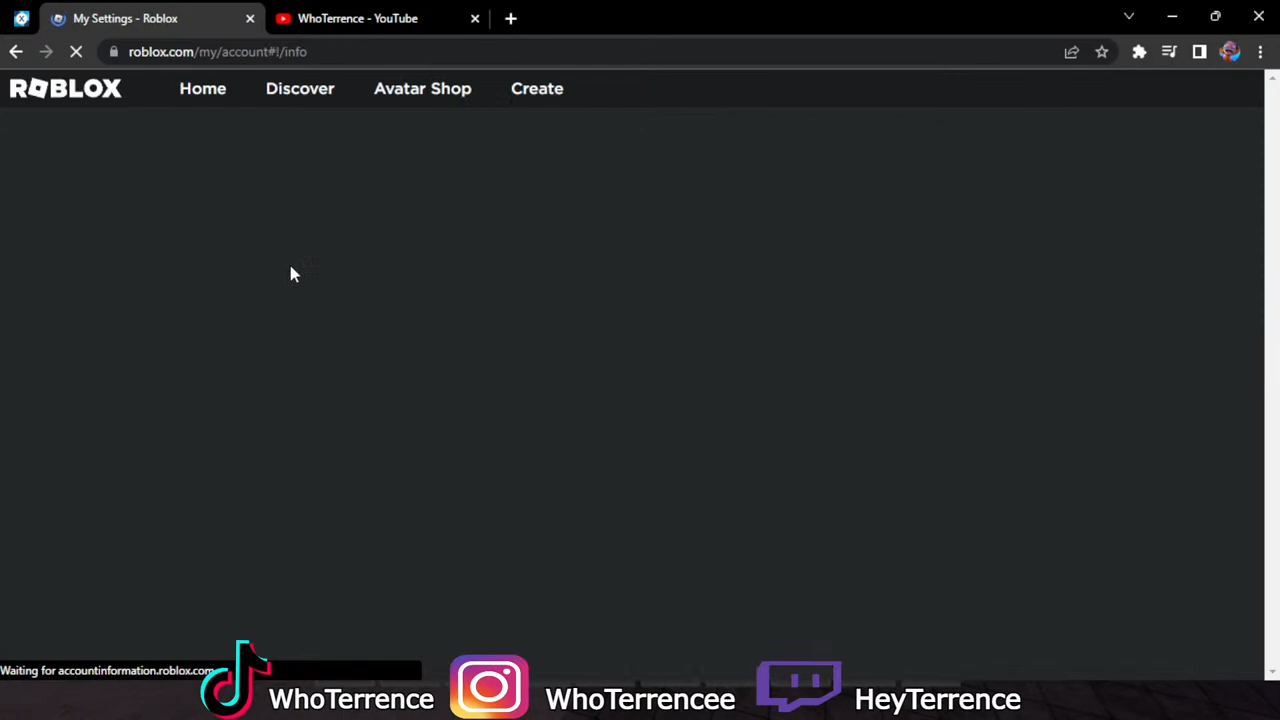 My Settings - Roblox
WhoTerrence - YouTube
roblox.com/my/account#!/info
ROBLOX
Home
Discover
Avatar Shop
Create
Waiting for accountinformation.roblox.com
WhoTerrence
WhoTerrencee
HeyTerrence